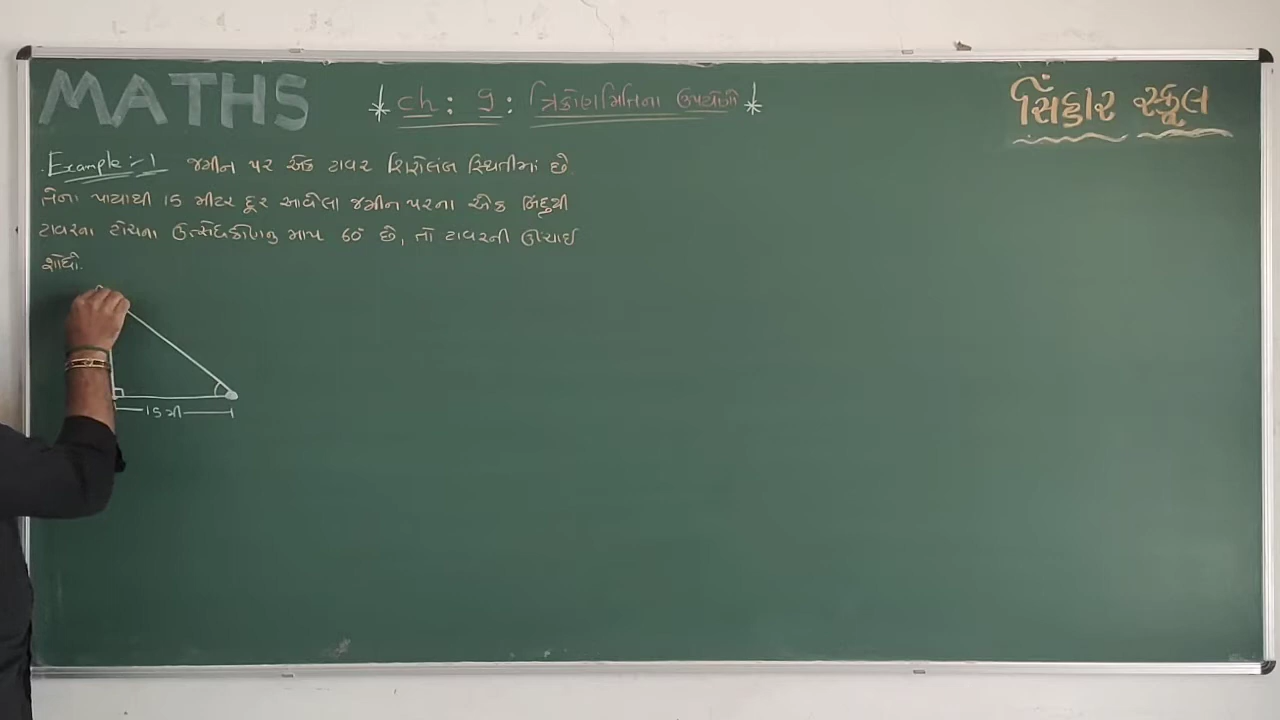 MATHS
ch : 9 : ત્રિકોણમિતિના ઉપયોગો
સિંહાર સ્કૂલ
Example :- 1 જમીન પર એક ટાવર શિરોલંબ સ્થિતીમાં છે.
તેના પાયાથી 15 મીટર દૂર આવેલા જમીન પરના એક બિંદુથી
ટાવરના ટોચના ઉત્સેધકોણનુ માપ 60° છે, તો ટાવરની ઊંચાઈ
શોધો.
15 મી